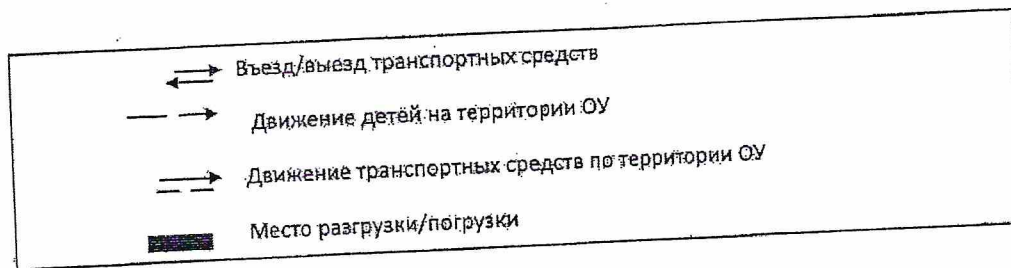 Въезд/выезд транспортных средств
Движение детей на территории ОУ
Движение транспортных средств по территории ОУ
Место разгрузки/погрузки